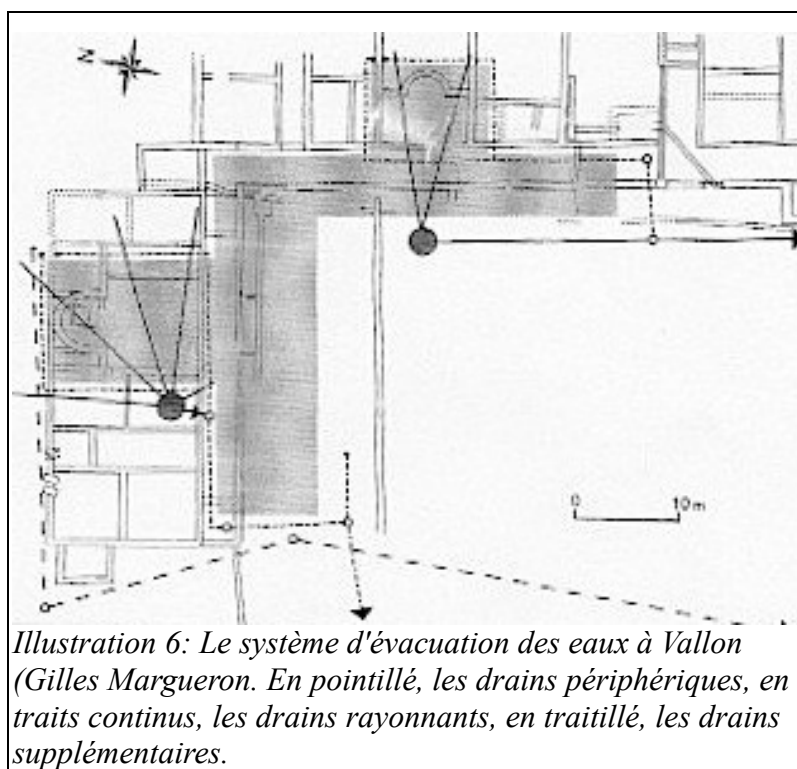 N
0 10 m
Illustration 6: Le système d'évacuation des eaux à Vallon
(Gilles Margueron. En pointillé, les drains périphériques, en
traits continus, les drains rayonnants, en traitillé, les drains
supplémentaires.